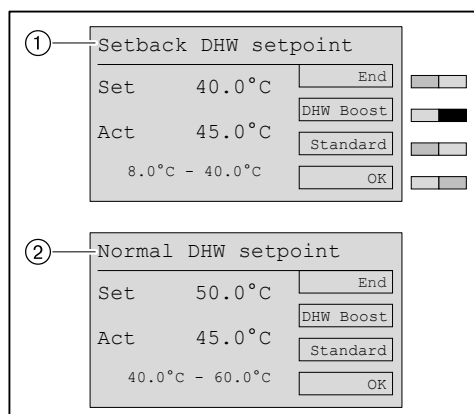 ① Setback DHW setpoint
Set 40.0°C End
DHW Boost
Act 45.0°C Standard
8.0°C - 40.0°C OK
② Normal DHW setpoint
Set 50.0°C End
DHW Boost
Act 45.0°C Standard
40.0°C - 60.0°C OK